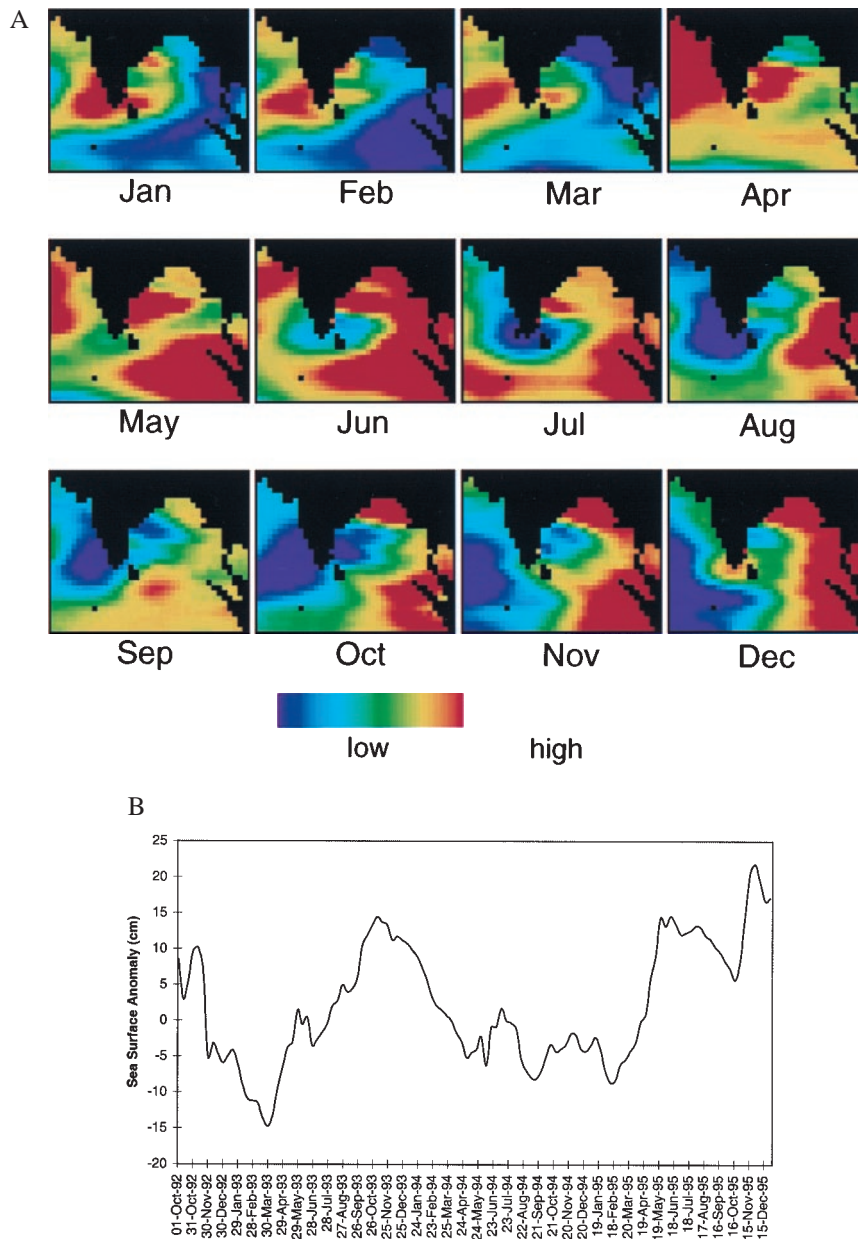 A
Jan Feb Mar Apr
May Jun Jul Aug
Sep Oct Nov Dec
low high
B
25
20
15
10
5
0
-5
-10
-15
-20
Sea Surface Anomaly (cm)
01-Oct-92
31-Oct-92
30-Nov-92
30-Dec-92
29-Jan-93
28-Feb-93
30-Mar-93
29-Apr-93
29-May-93
28-Jun-93
28-Jul-93
27-Aug-93
26-Sep-93
26-Oct-93
25-Nov-93
25-Dec-93
24-Jan-94
23-Feb-94
25-Mar-94
24-Apr-94
24-May-94
23-Jun-94
23-Jul-94
22-Aug-94
21-Sep-94
21-Oct-94
20-Nov-94
20-Dec-94
19-Jan-95
18-Feb-95
20-Mar-95
19-Apr-95
19-May-95
18-Jun-95
18-Jul-95
17-Aug-95
16-Sep-95
16-Oct-95
15-Nov-95
15-Dec-95